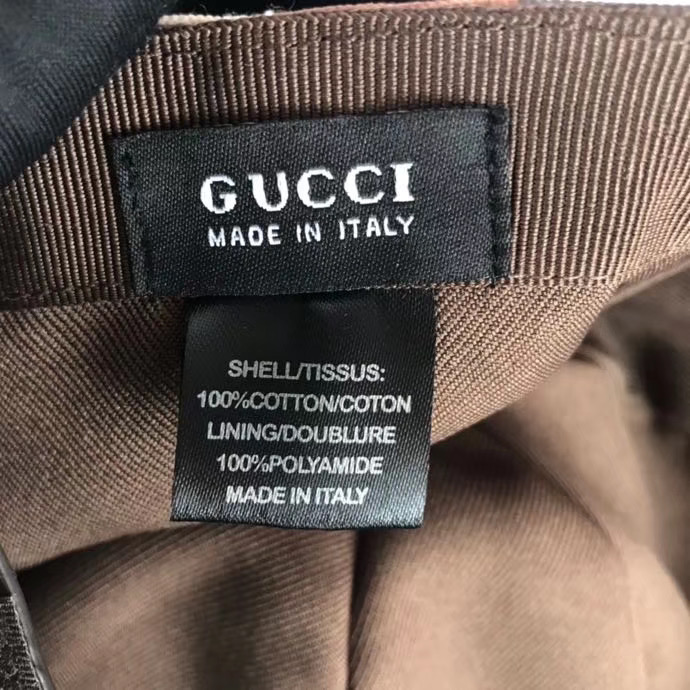 GUCCI
MADE IN ITALY
SHELL/TISSUS:
100%COTTON/COTON
LINING/DOUBLURE
100%POLYAMIDE
MADE IN ITALY